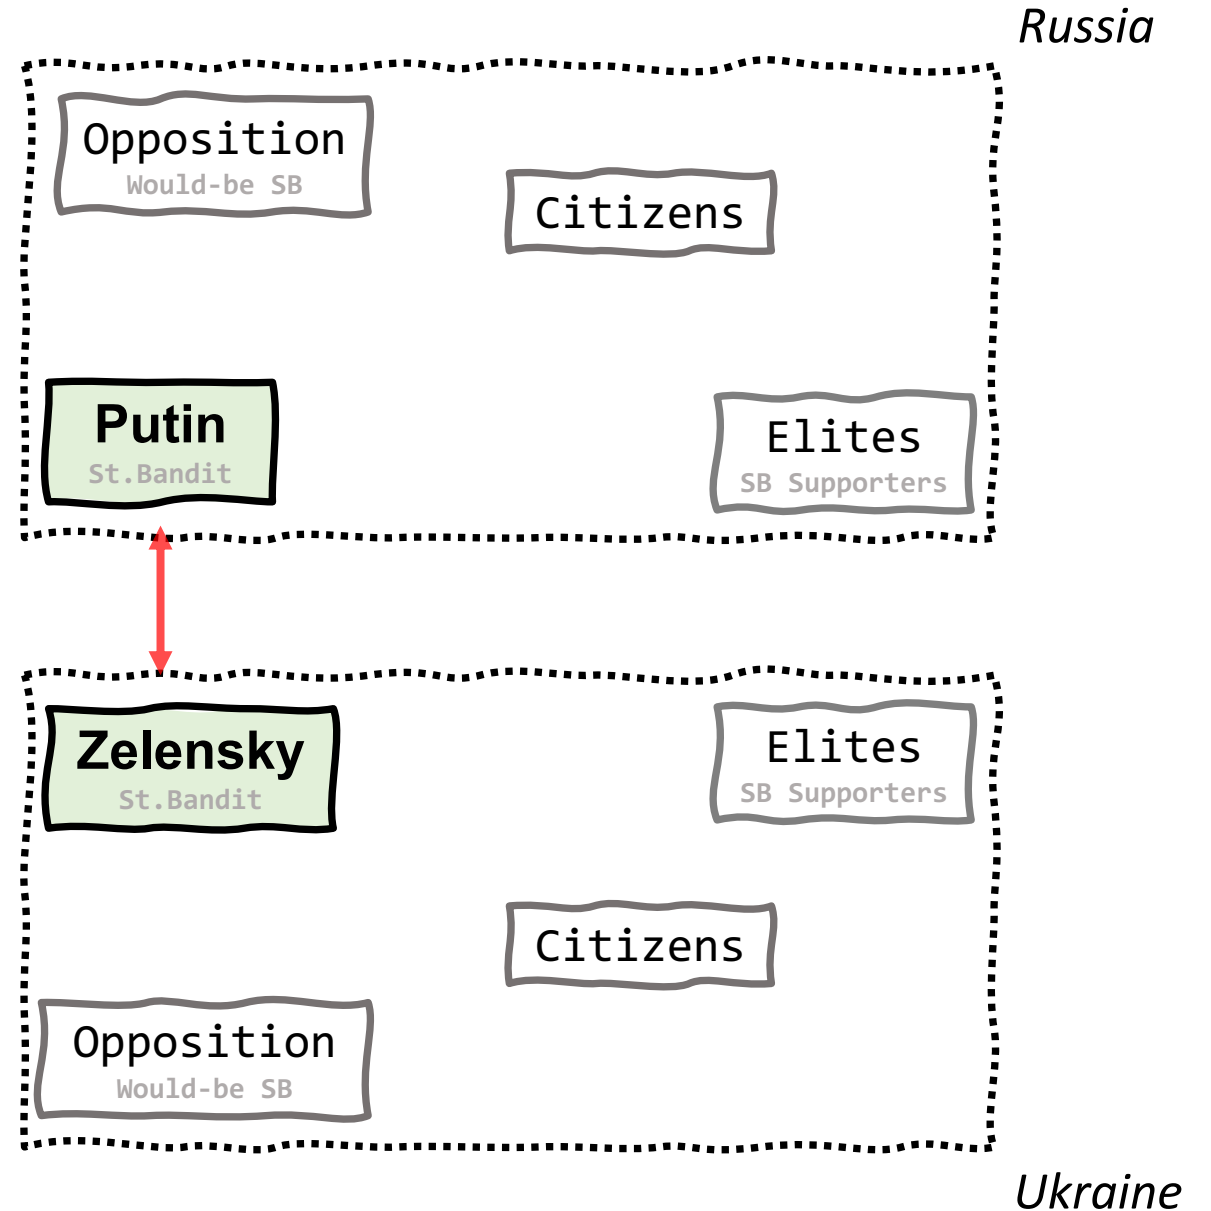 Russia
Opposition
Would-be SB
Citizens
Putin
St.Bandit
Elites
SB Supporters
Zelensky
St.Bandit
Elites
SB Supporters
Citizens
Opposition
Would-be SB
Ukraine